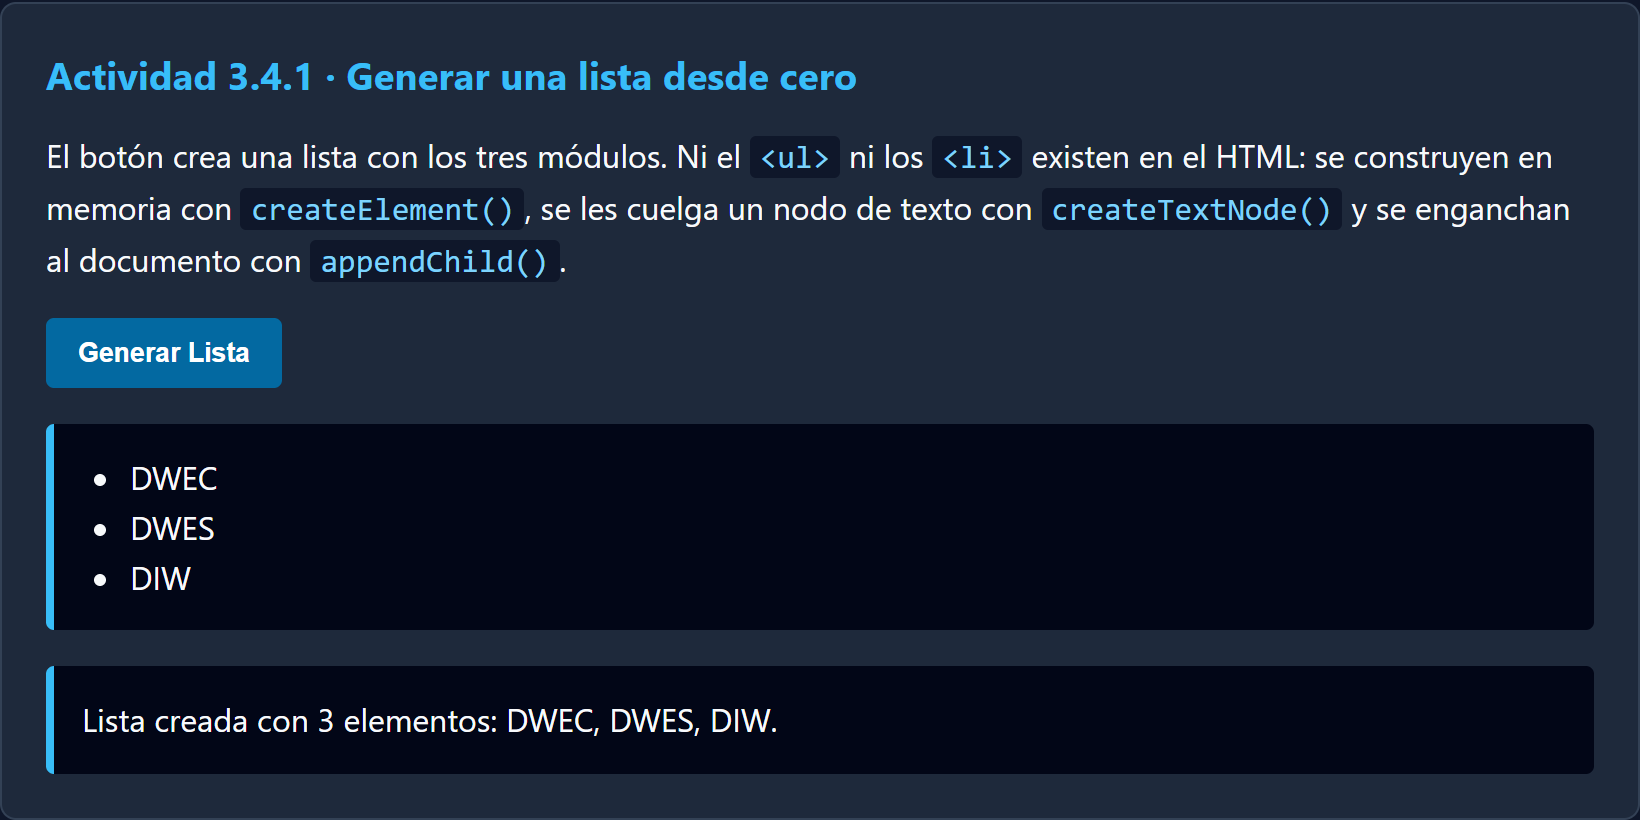 Actividad 3.4.1 · Generar una lista desde cero
El botón crea una lista con los tres módulos. Ni el <ul> ni los <li> existen en el HTML: se construyen en
memoria con createElement(), se les cuelga un nodo de texto con createTextNode() y se enganchan
al documento con appendChild().
Generar Lista
• DWEC
• DWES
• DIW
Lista creada con 3 elementos: DWEC, DWES, DIW.